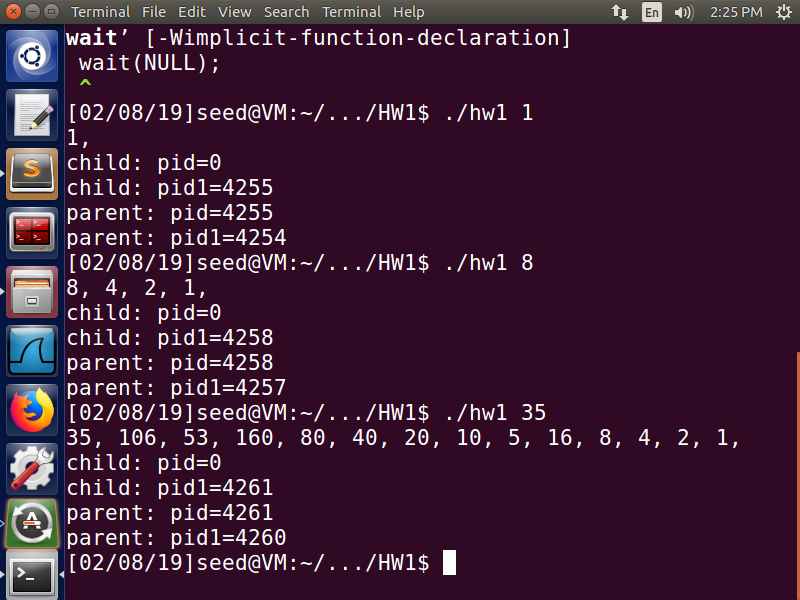 Terminal File Edit View Search Terminal Help En 2:25 PM
wait’ [-Wimplicit-function-declaration]
 wait(NULL);
 ^
[02/08/19]seed@VM:~/.../HW1$ ./hw1 1
1,
child: pid=0
child: pid1=4255
parent: pid=4255
parent: pid1=4254
[02/08/19]seed@VM:~/.../HW1$ ./hw1 8
8, 4, 2, 1,
child: pid=0
child: pid1=4258
parent: pid=4258
parent: pid1=4257
[02/08/19]seed@VM:~/.../HW1$ ./hw1 35
35, 106, 53, 160, 80, 40, 20, 10, 5, 16, 8, 4, 2, 1,
child: pid=0
child: pid1=4261
parent: pid=4261
parent: pid1=4260
[02/08/19]seed@VM:~/.../HW1$